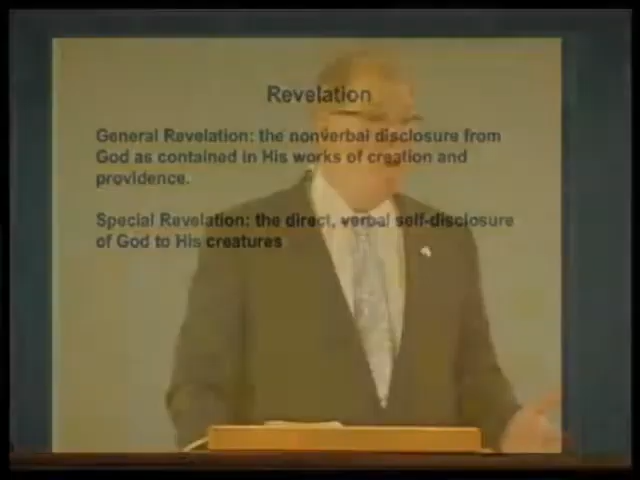 Revelation
General Revelation: the nonverbal disclosure from
God as contained in His works of creation and
providence.
Special Revelation: the direct, verbal self-disclosure
of God to His creatures